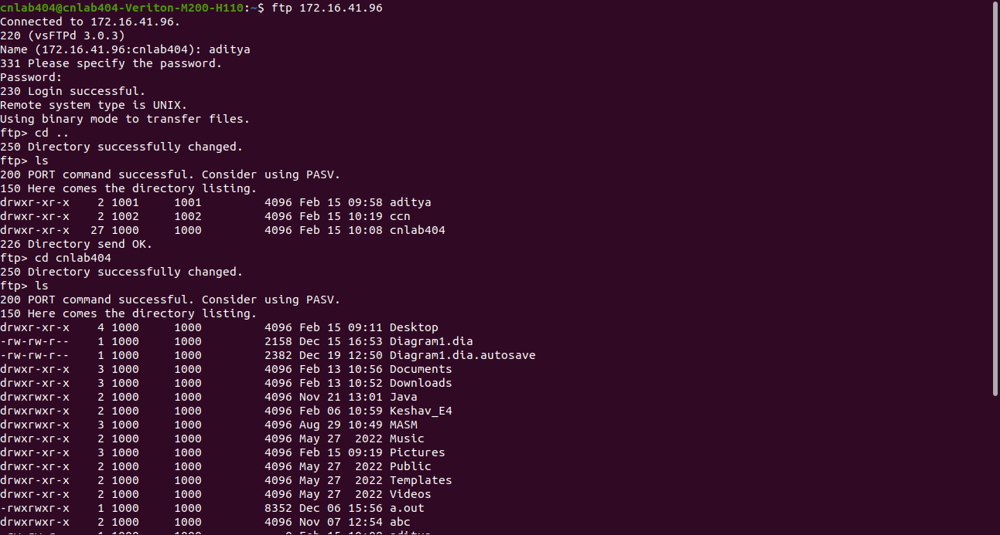 cnlab404@cnlab404-Veriton-M200-H110:~$ ftp 172.16.41.96
Connected to 172.16.41.96.
220 (vsFTPd 3.0.3)
Name (172.16.41.96:cnlab404): aditya
331 Please specify the password.
Password:
230 Login successful.
Remote system type is UNIX.
Using binary mode to transfer files.
ftp> cd ..
250 Directory successfully changed.
ftp> ls
200 PORT command successful. Consider using PASV.
150 Here comes the directory listing.
drwxr-xr-x    2 1001     1001         4096 Feb 15 09:58 aditya
drwxr-xr-x    2 1002     1002         4096 Feb 15 10:19 ccn
drwxr-xr-x   27 1000     1000         4096 Feb 15 10:08 cnlab404
226 Directory send OK.
ftp> cd cnlab404
250 Directory successfully changed.
ftp> ls
200 PORT command successful. Consider using PASV.
150 Here comes the directory listing.
drwxr-xr-x    4 1000     1000         4096 Feb 15 09:11 Desktop
-rw-rw-r--    1 1000     1000         2158 Dec 15 16:53 Diagram1.dia
-rw-rw-r--    1 1000     1000         2382 Dec 19 12:50 Diagram1.dia.autosave
drwxr-xr-x    3 1000     1000         4096 Feb 13 10:56 Documents
drwxr-xr-x    3 1000     1000         4096 Feb 13 10:52 Downloads
drwxrwxr-x    2 1000     1000         4096 Nov 21 13:01 Java
drwxrwxr-x    2 1000     1000         4096 Feb 06 10:59 Keshav_E4
drwxrwxr-x    3 1000     1000         4096 Aug 29 10:49 MASM
drwxr-xr-x    2 1000     1000         4096 May 27  2022 Music
drwxr-xr-x    3 1000     1000         4096 Feb 15 09:19 Pictures
drwxr-xr-x    2 1000     1000         4096 May 27  2022 Public
drwxr-xr-x    2 1000     1000         4096 May 27  2022 Templates
drwxr-xr-x    2 1000     1000         4096 May 27  2022 Videos
-rwxrwxr-x    1 1000     1000         8352 Dec 06 15:56 a.out
drwxrwxr-x    2 1000     1000         4096 Nov 07 12:54 abc